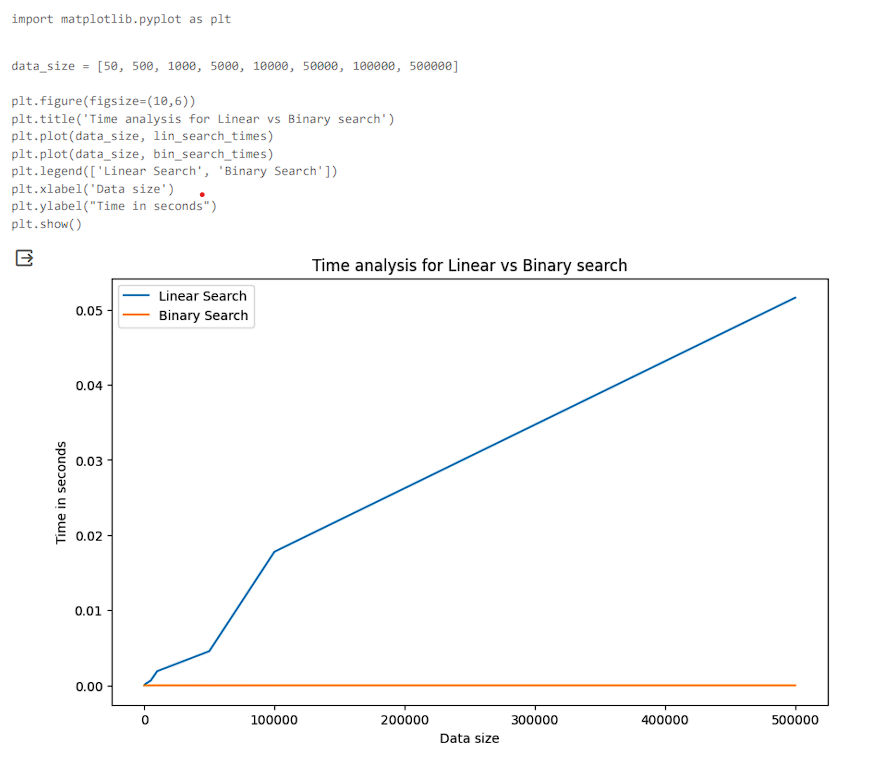 import matplotlib.pyplot as plt
data_size = [50, 500, 1000, 5000, 10000, 50000, 100000, 500000]
plt.figure(figsize=(10,6))
plt.title('Time analysis for Linear vs Binary search')
plt.plot(data_size, lin_search_times)
plt.plot(data_size, bin_search_times)
plt.legend(['Linear Search', 'Binary Search'])
plt.xlabel('Data size')
plt.ylabel("Time in seconds")
plt.show()
Time analysis for Linear vs Binary search
Linear Search
Binary Search
0.05
0.04
0.03
0.02
0.01
0.00
Time in seconds
0 100000 200000 300000 400000 500000
Data size